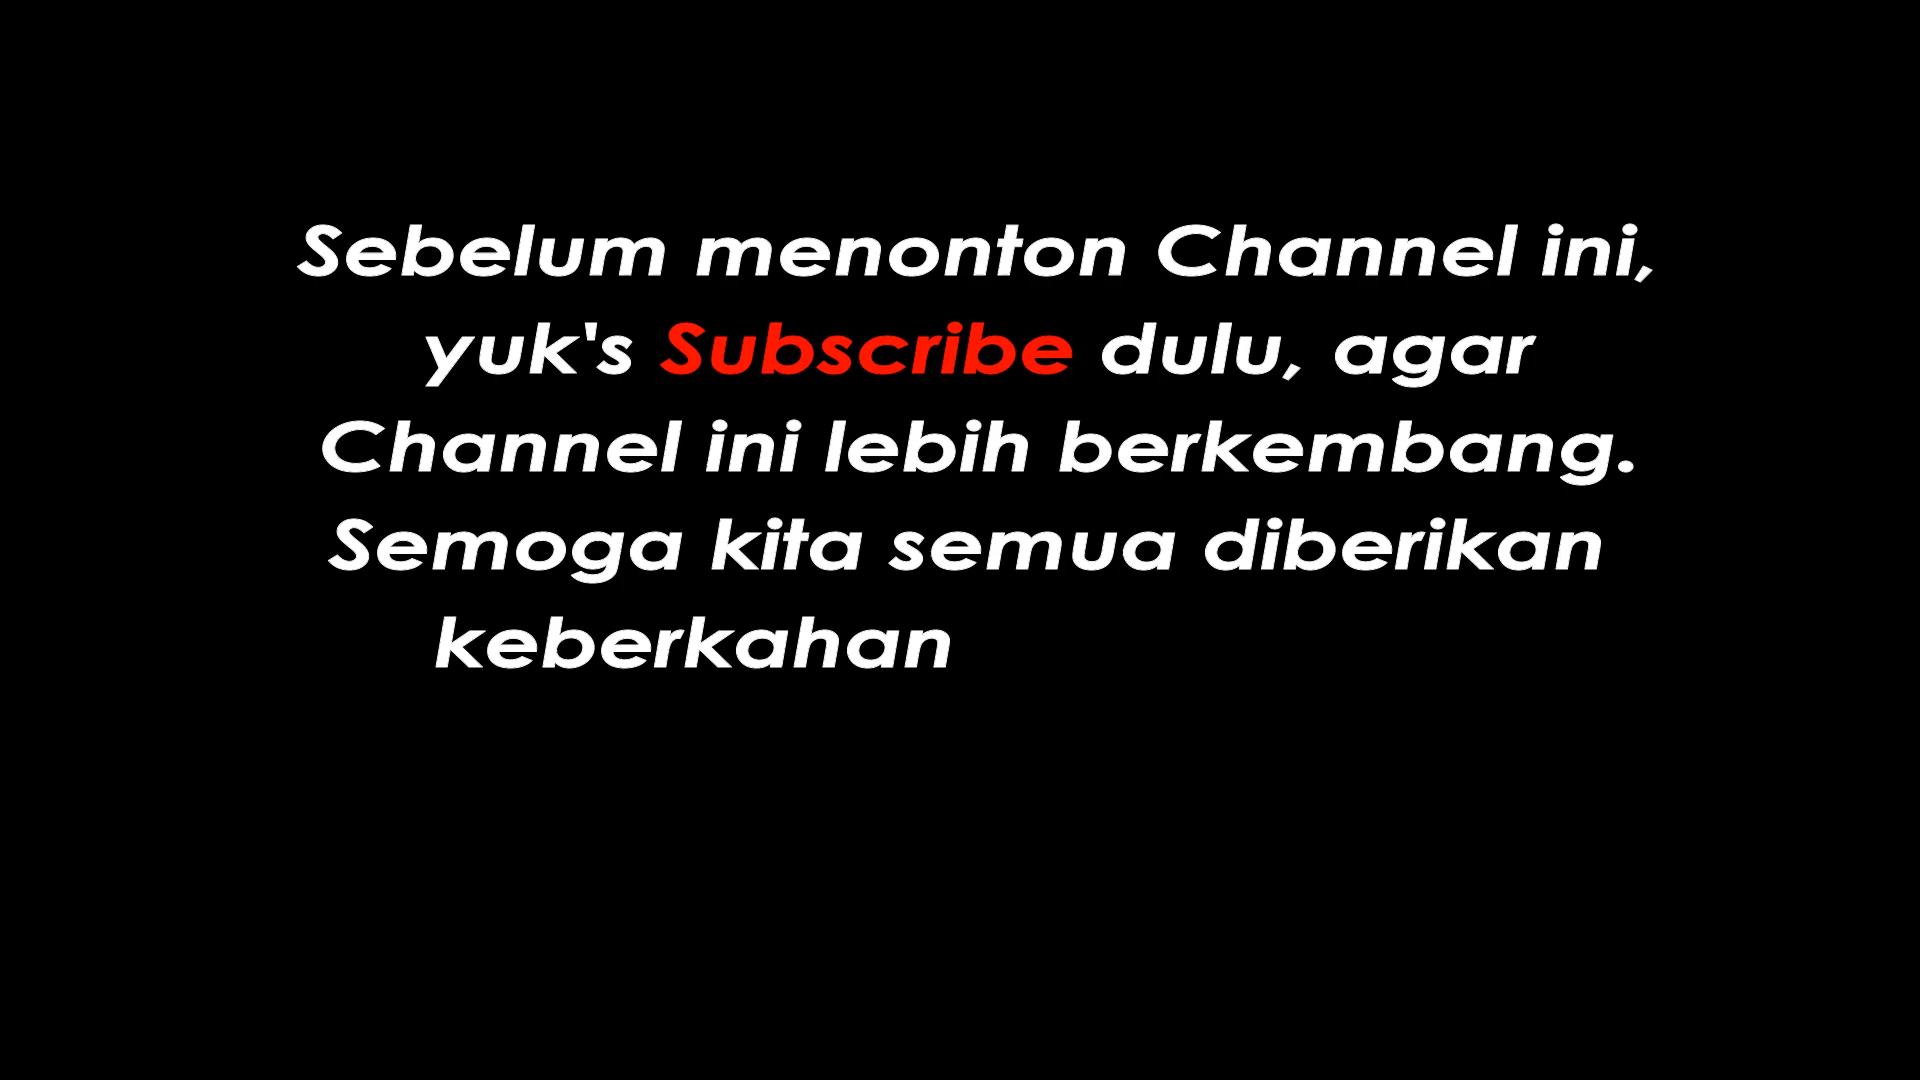 Sebelum menonton Channel ini,
yuk's Subscribe dulu, agar
Channel ini lebih berkembang.
Semoga kita semua diberikan
keberkahan